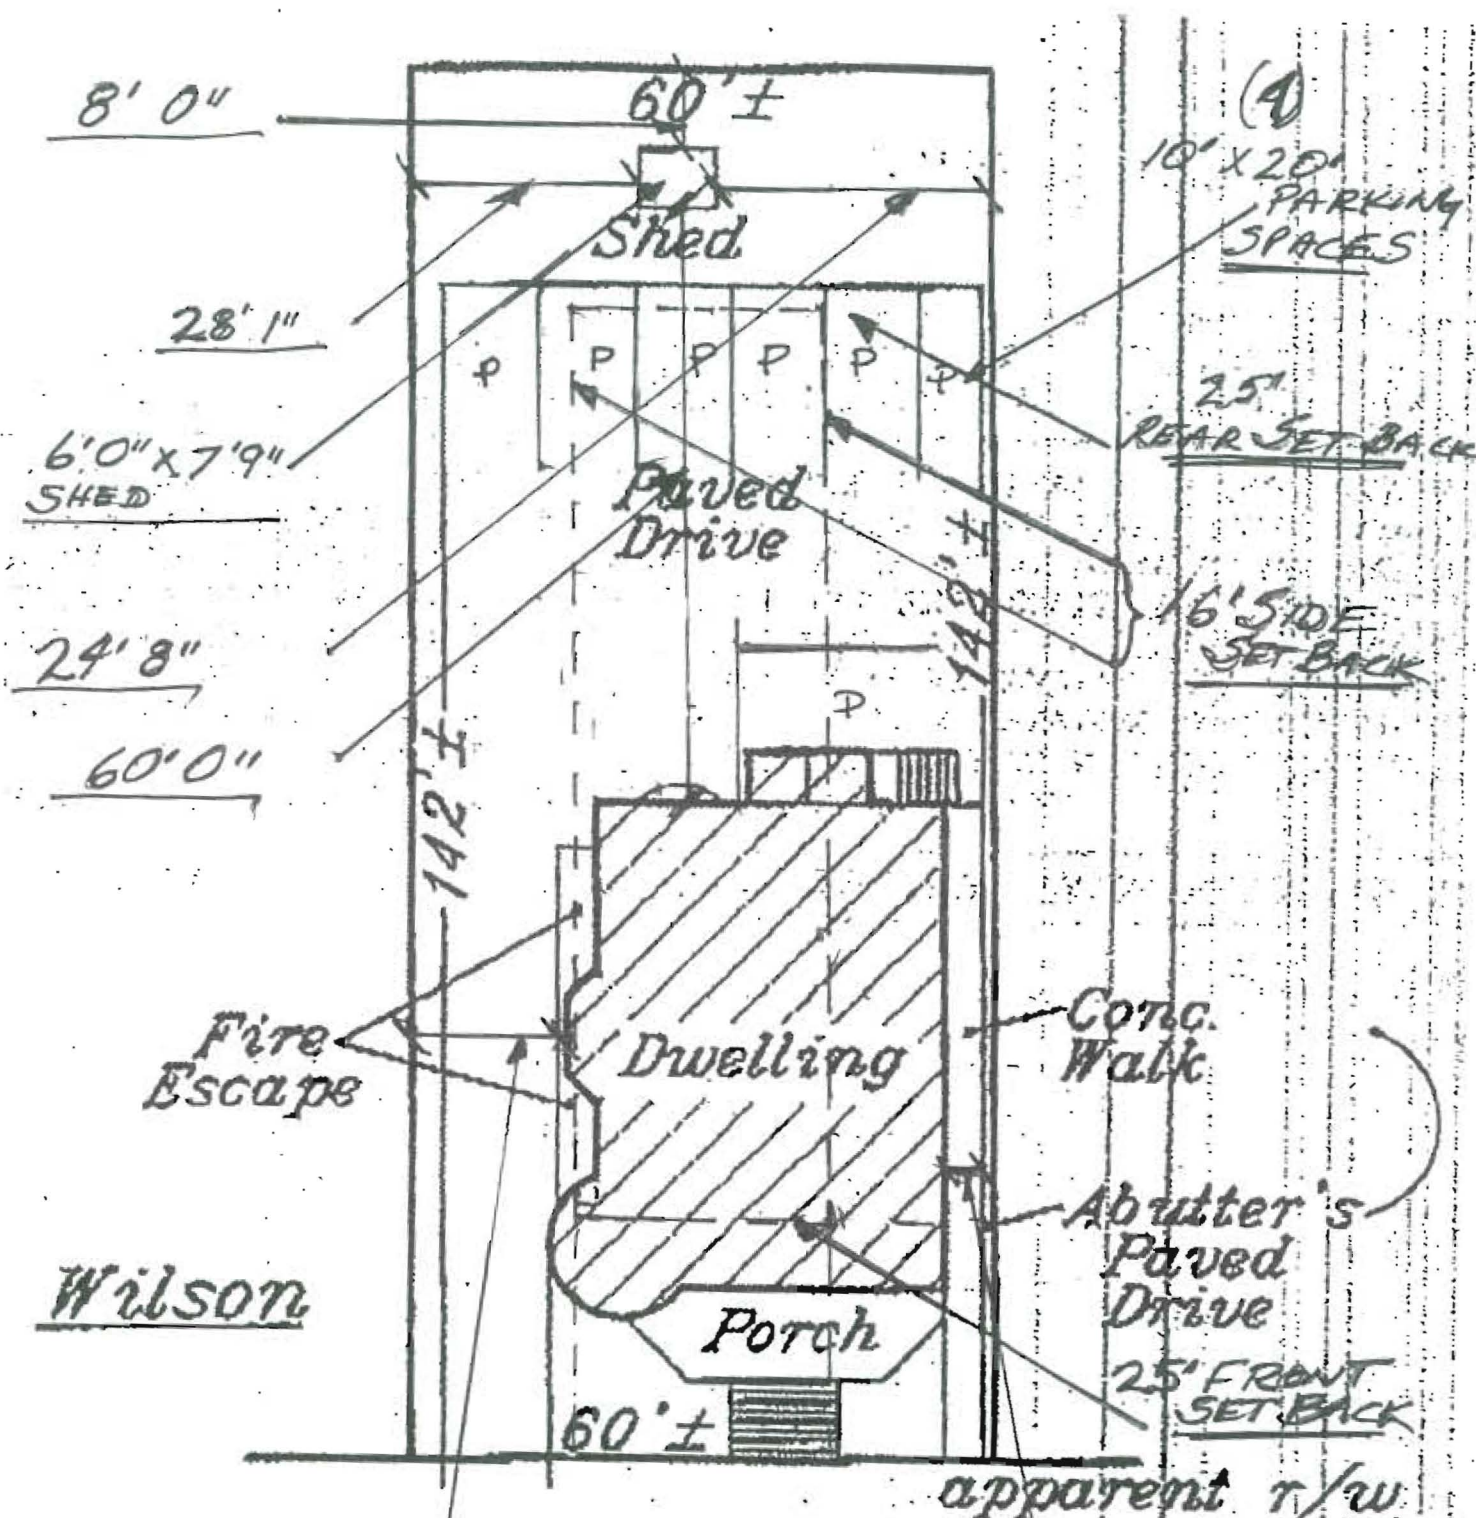 8' 0"
60' ±
10' X 20'
PARKING
SPACES
Shed
28' 1"
P P P P P P
25'
REAR SET BACK
6'0" X 7'9"
SHED
Paved
Drive
142' ±
16' SIDE
SET BACK
24' 8"
P
60' 0"
142' ±
Fire
Escape
Dwelling
Conc.
Walk
Abutter's
Paved
Drive
Wilson
Porch
25' FRONT
SET BACK
60' ±
apparent r/w